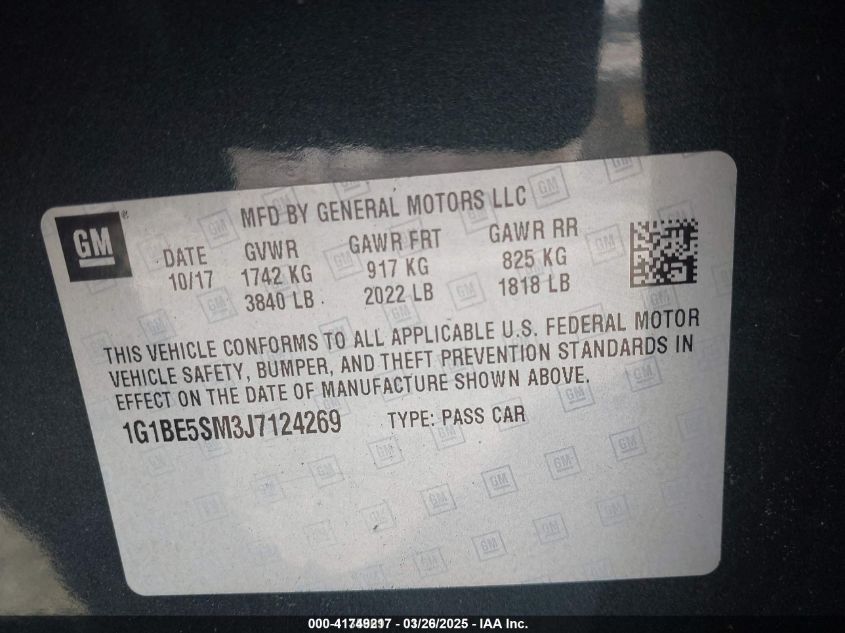 MFD BY GENERAL MOTORS LLC
GM®
DATE GVWR GAWR FRT GAWR RR
10/17 1742 KG 917 KG 825 KG
3840 LB 2022 LB 1818 LB
THIS VEHICLE CONFORMS TO ALL APPLICABLE U.S. FEDERAL MOTOR
VEHICLE SAFETY, BUMPER, AND THEFT PREVENTION STANDARDS IN
EFFECT ON THE DATE OF MANUFACTURE SHOWN ABOVE.
1G1BE5SM3J7124269 TYPE: PASS CAR
03/26/2025 - IAA Inc.